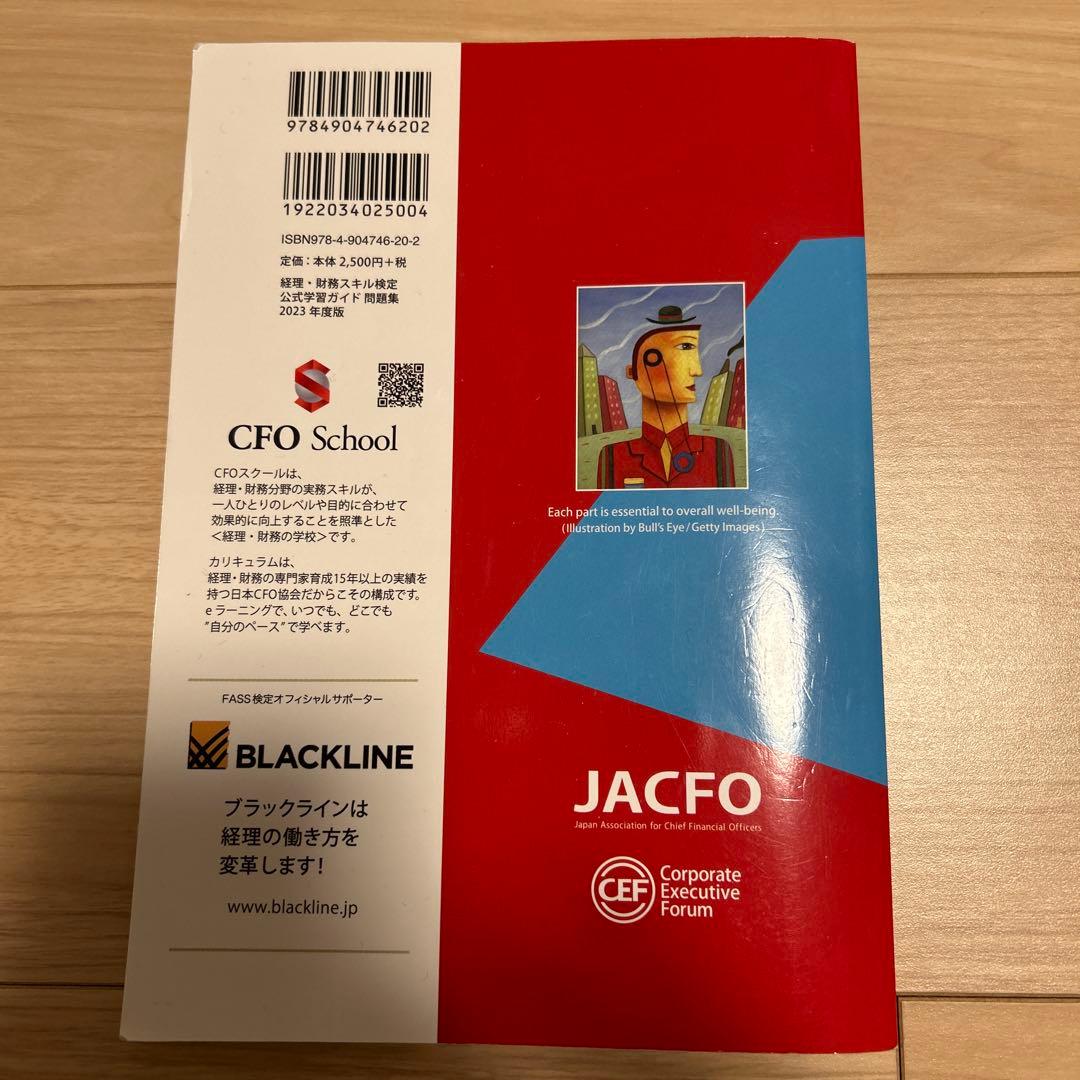 9784904746202
1922034025004
ISBN978-4-904746-20-2
定価：本体 2,500円＋税
経理・財務スキル検定
公式学習ガイド 問題集
2023 年度版
CFO School
CFOスクールは、
経理・財務分野の実務スキルが、
一人ひとりのレベルや目的に合わせて
効果的に向上することを照準とした
＜経理・財務の学校＞です。
カリキュラムは、
経理・財務の専門家育成15年以上の実績を
持つ日本CFO協会だからこその構成です。
e ラーニングで、いつでも、どこでも
"自分のペース" で学べます。
FASS検定オフィシャルサポーター
BLACKLINE
ブラックラインは
経理の働き方を
変革します！
www.blackline.jp
Each part is essential to overall well-being.
(Illustration by Bull's Eye/Getty Images)
JACFO
Japan Association for Chief Financial Officers
CEF
Corporate
Executive
Forum